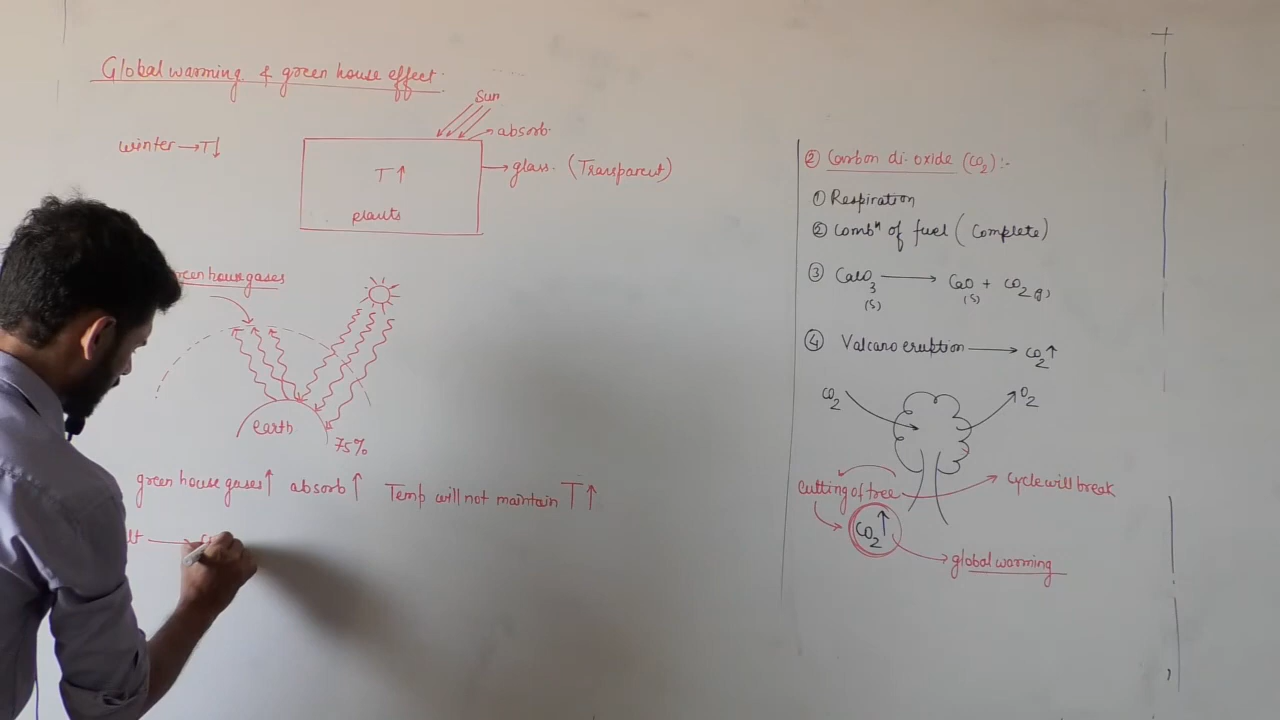 Global warming & green house effect:
Sun
absorb.
winter → T↓
glass. (Transparent)
T↑
plants
green house gases
earth
75%
green house gases↑ absorb↑ Temp will not maintain T↑
② Carbon di-oxide (CO2):-
① Respiration
② Combⁿ of fuel (Complete)
③ CaCO3 (s) → CaO (s) + CO2 (g)
④ Valcano eruption → CO2↑
CO2
O2
cutting of tree
cycle will break
CO2↑
global warming